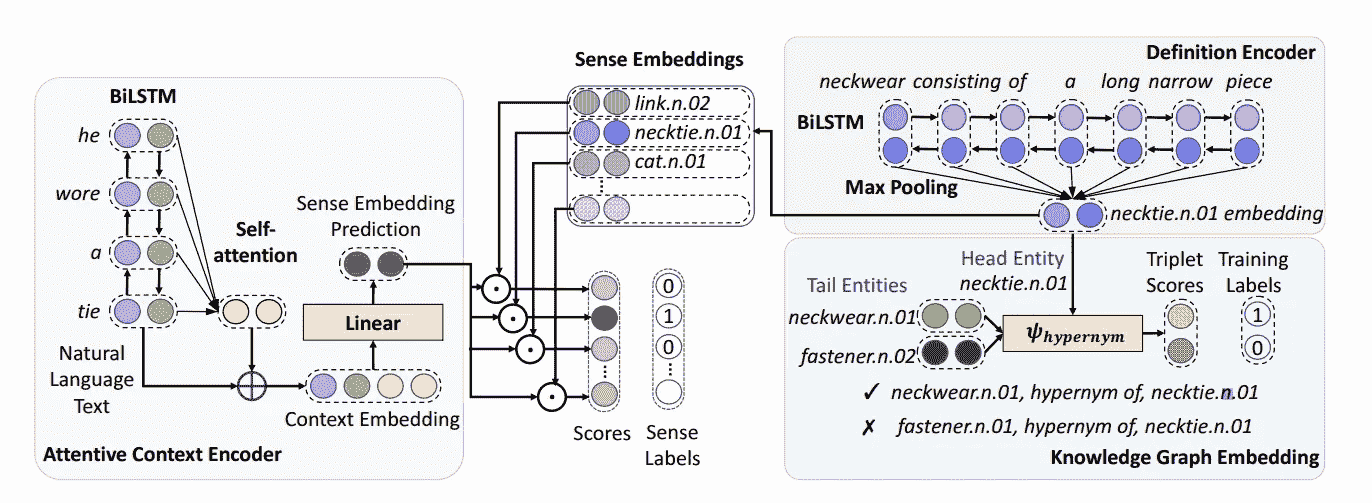 BiLSTM
he
wore
a
tie
Self-
attention
Natural
Language
Text
Sense Embedding
Prediction
Linear
Context Embedding
Attentive Context Encoder
Sense Embeddings
link.n.02
necktie.n.01
cat.n.01
0
1
0
Scores
Sense
Labels
Definition Encoder
neckwear consisting of a long narrow piece
BiLSTM
Max Pooling
necktie.n.01 embedding
Head Entity
necktie.n.01
Tail Entities
neckwear.n.01
fastener.n.02
ψhypernym
Triplet
Scores
Training
Labels
1
0
✓ neckwear.n.01, hypernym of, necktie.n.01
✗ fastener.n.01, hypernym of, necktie.n.01
Knowledge Graph Embedding